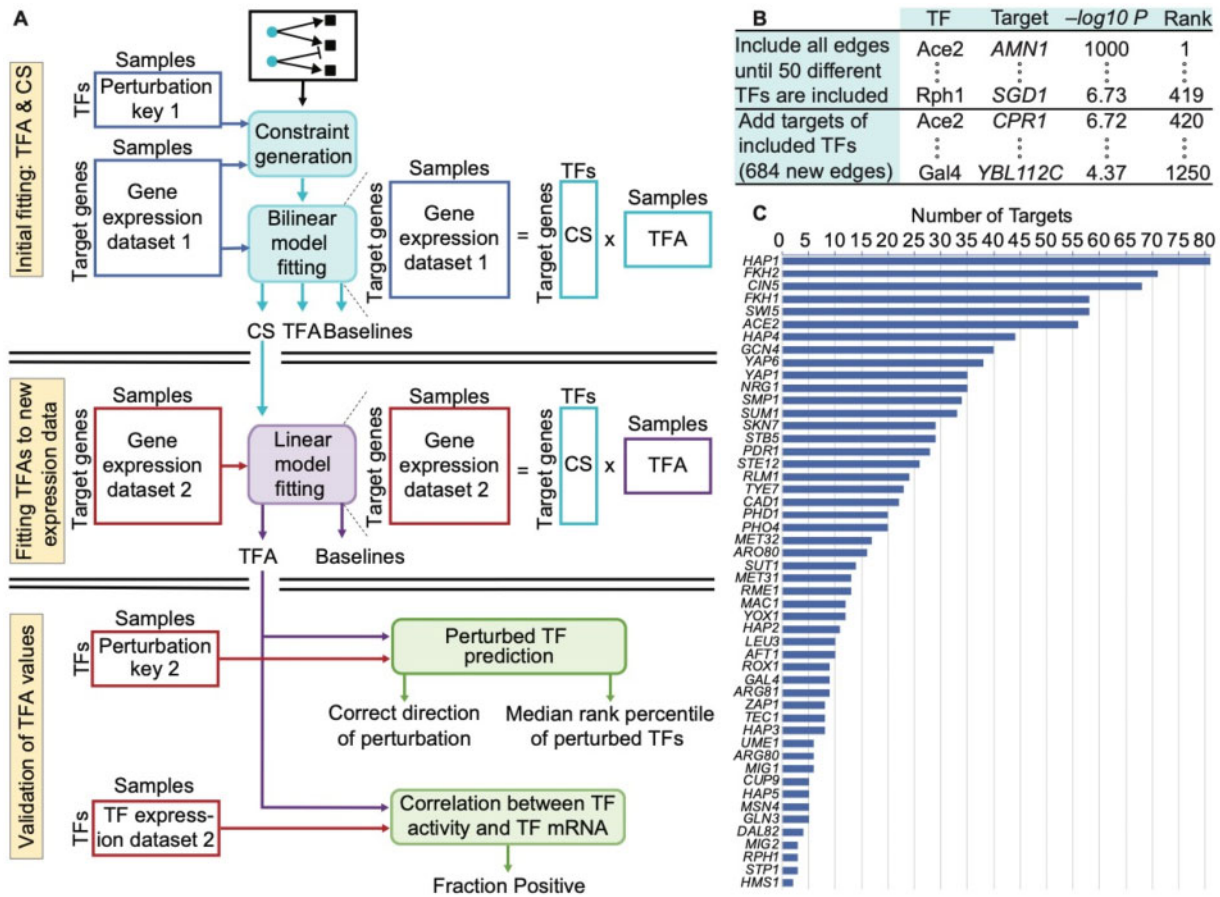 A
Initial fitting: TFA & CS
Samples
TFs
Perturbation
key 1
Samples
Target genes
Gene
expression
dataset 1
Constraint
generation
Bilinear
model
fitting
Samples
Target genes
Gene
expression
dataset 1
=
TFs
Target genes
CS
x
Samples
TFA
CS TFA Baselines
Fitting TFAs to new
expression data
Samples
Target genes
Gene
expression
dataset 2
Linear
model
fitting
Samples
Target genes
Gene
expression
dataset 2
=
TFs
Target genes
CS
x
Samples
TFA
TFA Baselines
Validation of TFA values
Samples
TFs
Perturbation
key 2
Perturbed TF
prediction
Correct direction
of perturbation
Median rank percentile
of perturbed TFs
Samples
TFs
TF express-
ion dataset 2
Correlation between TF
activity and TF mRNA
Fraction Positive
B
TF Target –log10 P Rank
Include all edges Ace2 AMN1 1000 1
until 50 different
TFs are included Rph1 SGD1 6.73 419
Add targets of Ace2 CPR1 6.72 420
included TFs
(684 new edges) Gal4 YBL112C 4.37 1250
C
Number of Targets
0 5 10 15 20 25 30 35 40 45 50 55 60 65 70 75 80
HAP1
FKH2
CIN5
FKH1
SWI5
ACE2
HAP4
GCN4
YAP6
YAP1
NRG1
SMP1
SUM1
SKN7
STB5
PDR1
STE12
RLM1
TYE7
CAD1
PHD1
PHO4
MET32
ARO80
SUT1
MET31
RME1
MAC1
YOX1
HAP2
LEU3
AFT1
ROX1
GAL4
ARG81
ZAP1
TEC1
HAP3
UME1
ARG80
MIG1
CUP9
HAP5
MSN4
GLN3
DAL82
MIG2
RPH1
STP1
HMS1